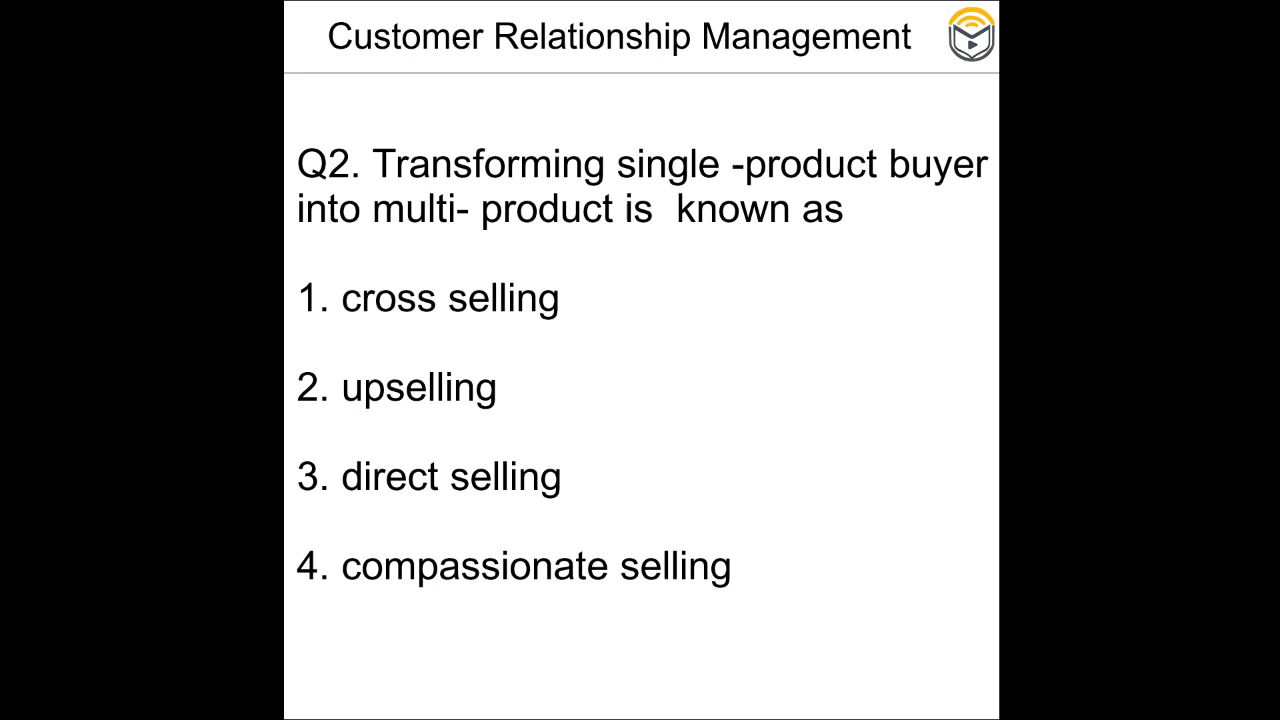 Customer Relationship Management
Q2. Transforming single -product buyer
into multi- product is  known as
1. cross selling
2. upselling
3. direct selling
4. compassionate selling